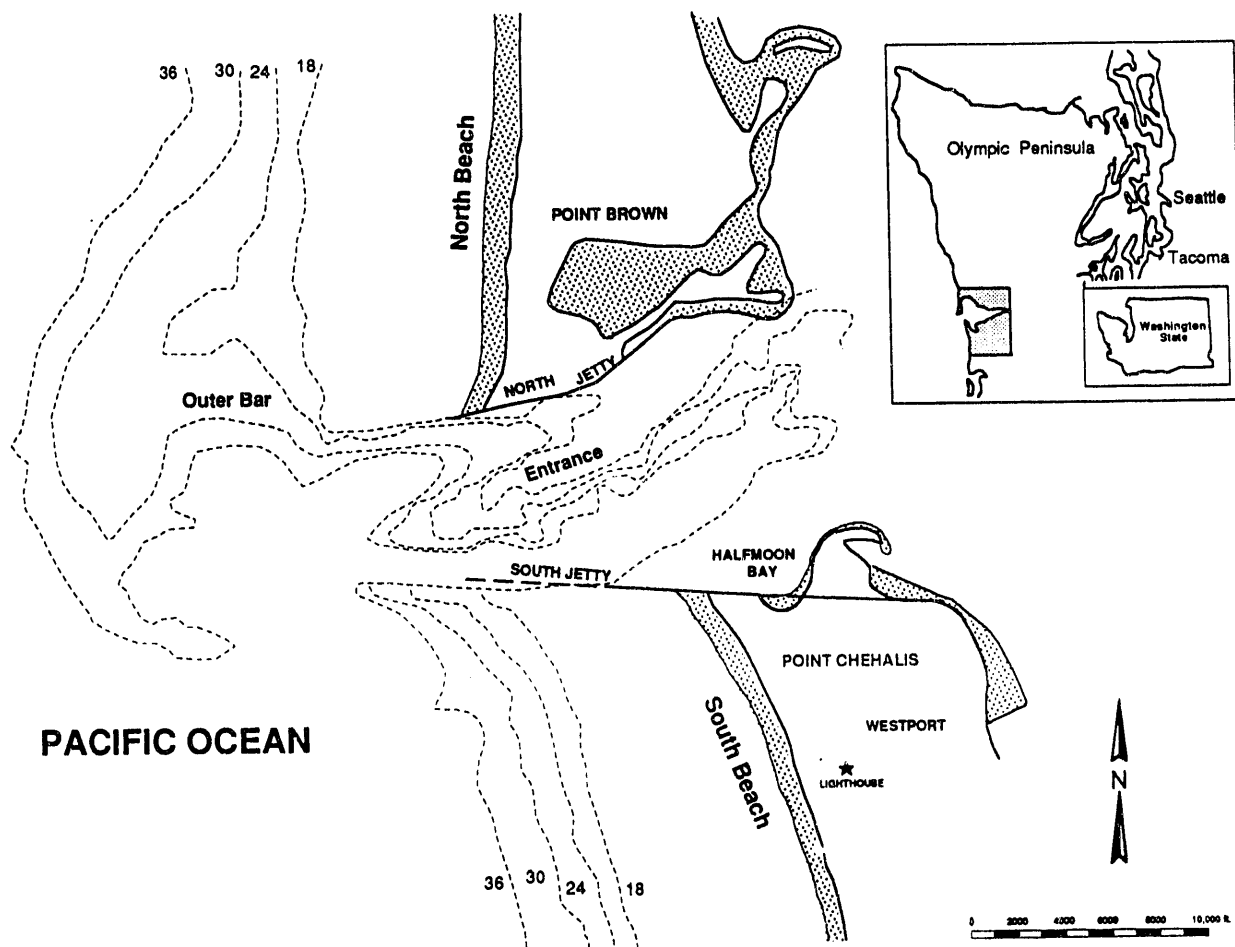 36
30
24
18
North Beach
POINT BROWN
Olympic Peninsula
Seattle
Tacoma
Washington
State
NORTH JETTY
Outer Bar
Entrance
HALFMOON
BAY
SOUTH JETTY
POINT CHEHALIS
WESTPORT
PACIFIC OCEAN
South Beach
LIGHTHOUSE
N
36
30
24
18
0 2000 4000 6000 8000 10,000 ft.